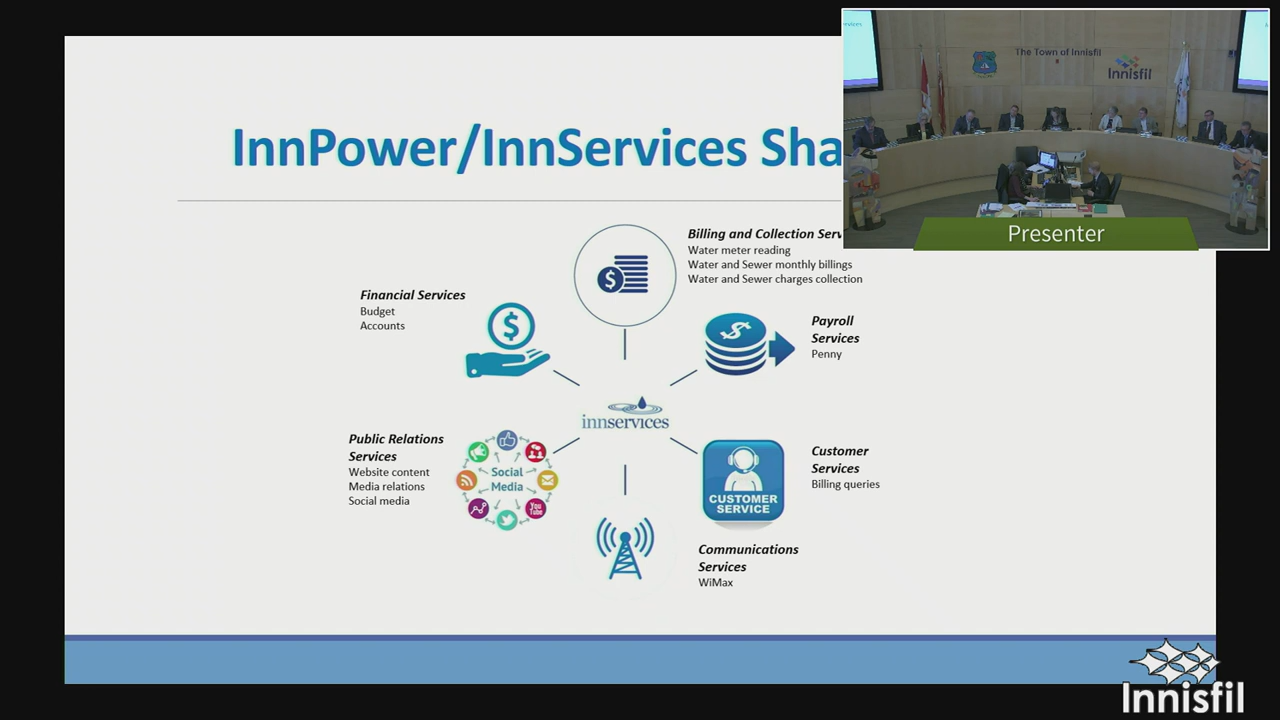 The Town of Innisfil
Innisfil
Presenter
InnPower/InnServices Sha
Billing and Collection Serv
Water meter reading
Water and Sewer monthly billings
Water and Sewer charges collection
Financial Services
Budget
Accounts
Payroll
Services
Penny
innservices
Public Relations
Services
Website content
Media relations
Social media
Social
Media
You
Tube
CUSTOMER
SERVICE
Customer
Services
Billing queries
Communications
Services
WiMax
Innisfil